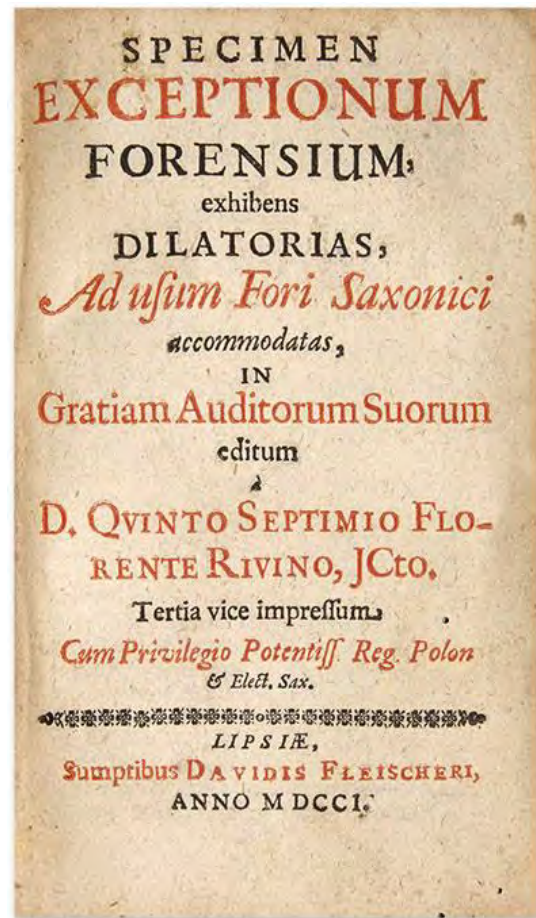 SPECIMEN
EXCEPTIONUM
FORENSIUM,
exhibens
DILATORIAS,
Ad uſum Fori Saxonici
accommodatas,
IN
Gratiam Auditorum Suorum
editum
à
D. QVINTO SEPTIMIO FLO-
RENTE RIVINO, JCto.
Tertia vice impreſſum
Cum Privilegio Potentiſſ. Reg. Polon
& Elect. Sax.
LIPSIÆ,
Sumptibus DAVIDIS FLEISCHERI,
ANNO MDCCI.